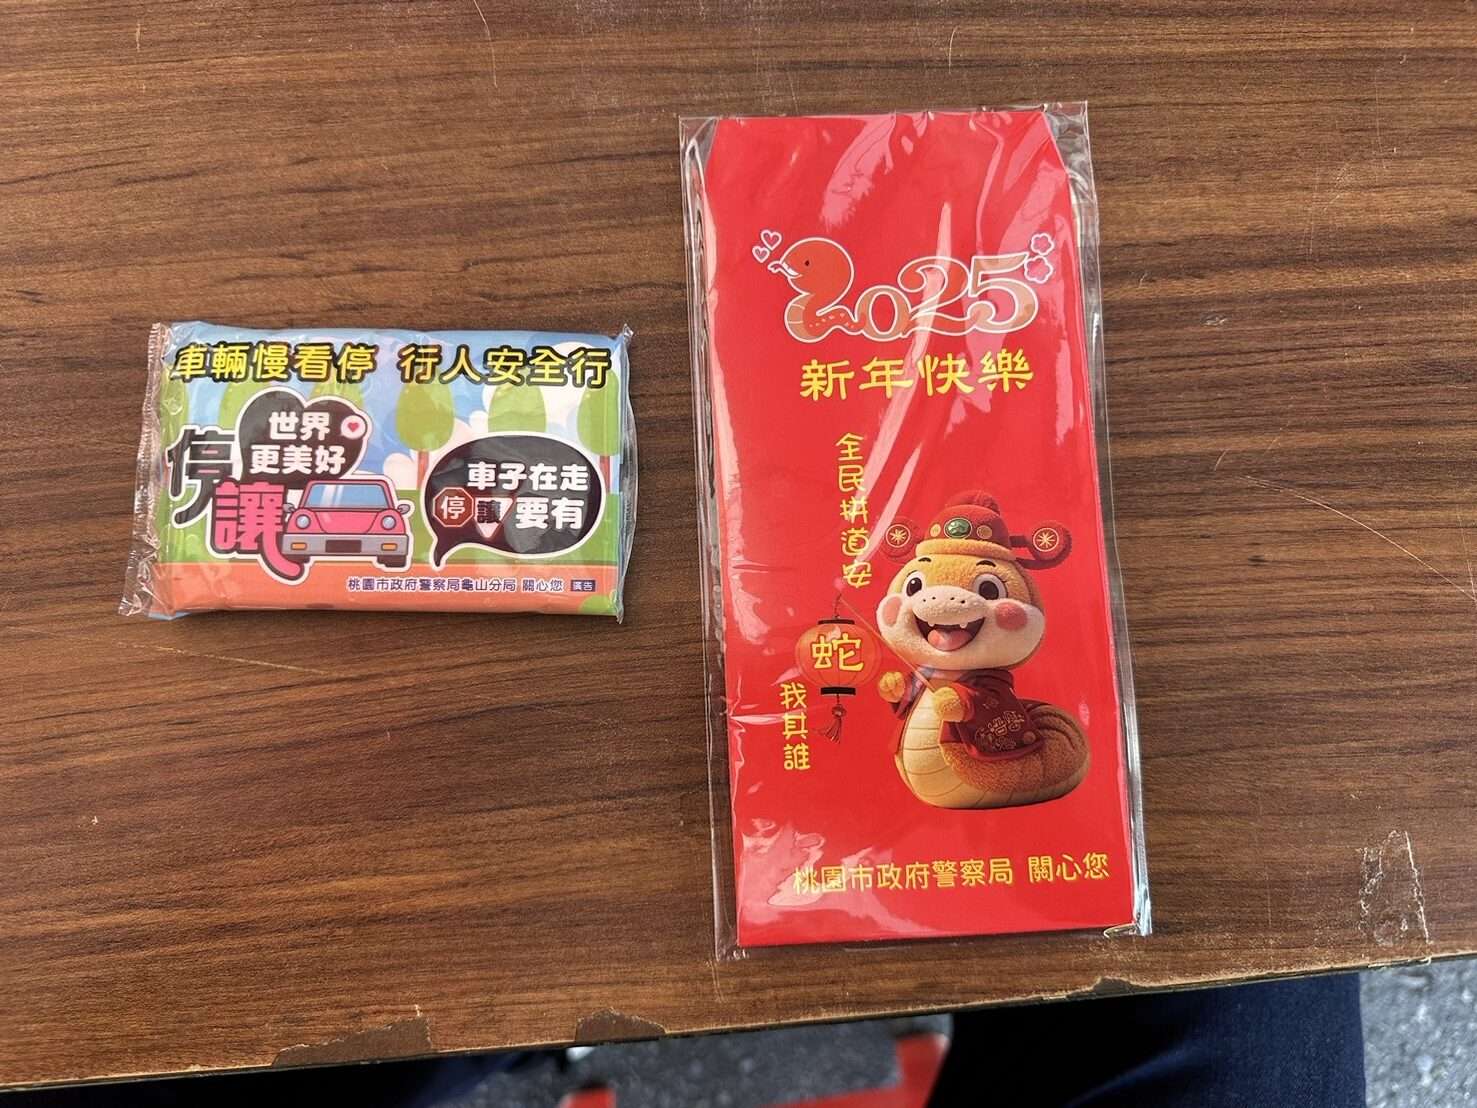 車輛慢看停 行人安全行
世界
更美好
停
讓
車子在走
停 讓 要有
桃園市政府警察局龜山分局 關心您 廣告
2025
新年快樂
全民拼道安
蛇
我其誰
桃園市政府警察局 關心您